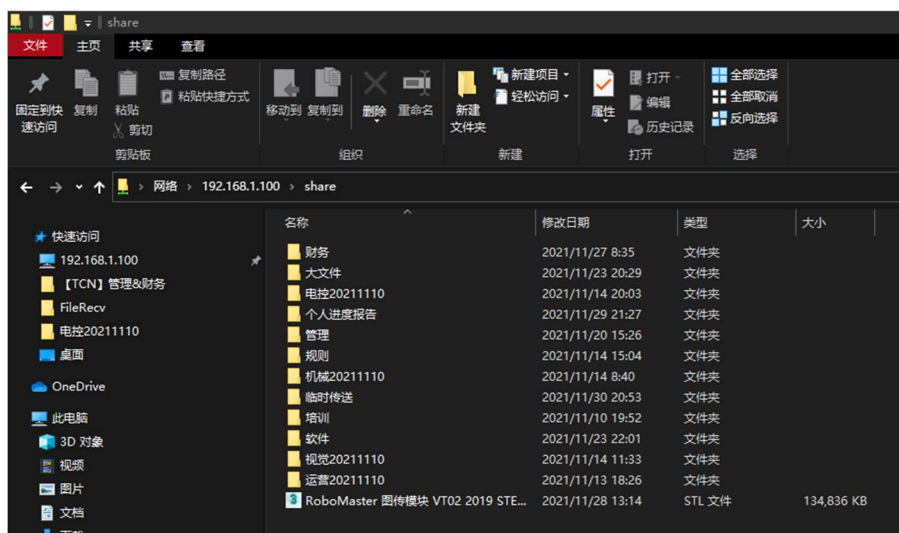 share
文件 主页 共享 查看
固定到快速访问 复制 粘贴 复制路径 粘贴快捷方式 剪切
移动到 复制到 删除 重命名
新建文件夹 新建项目 轻松访问
属性 打开 编辑 历史记录
全部选择 全部取消 反向选择
剪贴板 组织 新建 打开 选择
网络 > 192.168.1.100 > share
快速访问
192.168.1.100
【TCN】管理&财务
FileRecv
电控20211110
桌面
OneDrive
此电脑
3D 对象
视频
图片
文档
名称 修改日期 类型 大小
财务 2021/11/27 8:35 文件夹
大文件 2021/11/23 20:29 文件夹
电控20211110 2021/11/14 20:03 文件夹
个人进度报告 2021/11/29 21:27 文件夹
管理 2021/11/20 15:26 文件夹
规则 2021/11/14 15:04 文件夹
机械20211110 2021/11/14 8:40 文件夹
临时传送 2021/11/30 20:53 文件夹
培训 2021/11/10 19:52 文件夹
软件 2021/11/23 22:01 文件夹
视觉20211110 2021/11/14 11:33 文件夹
运营20211110 2021/11/13 18:26 文件夹
RoboMaster 图传模块 VT02 2019 STE... 2021/11/28 13:14 STL 文件 134,836 KB